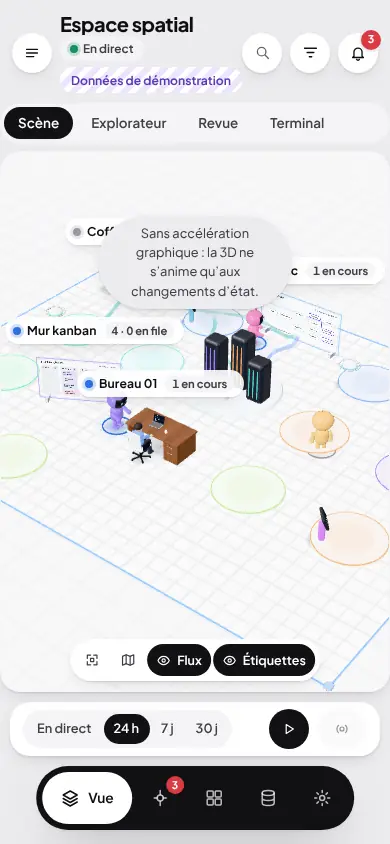 Espace spatial
En direct
Données de démonstration
3
Scène Explorateur Revue Terminal
Sans accélération
graphique : la 3D ne
s'anime qu'aux
changements d'état.
1 en cours
Mur kanban 4 · 0 en file
Bureau 01 1 en cours
Flux Étiquettes
En direct 24 h 7 j 30 j
Vue
3